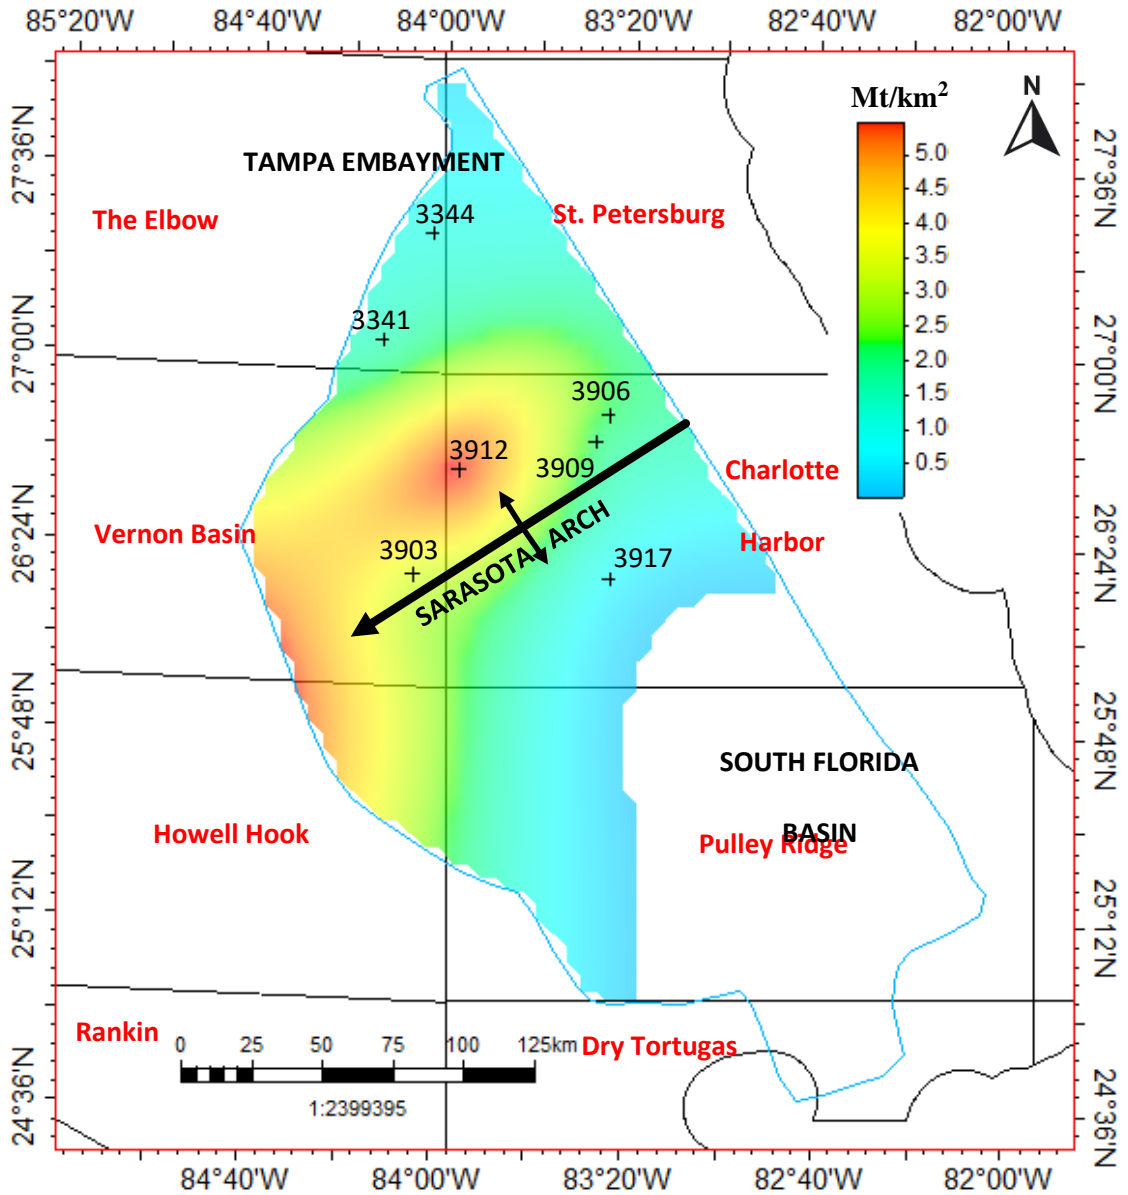 85°20'W 84°40'W 84°00'W 83°20'W 82°40'W 82°00'W
Mt/km²
N
5.0
4.5
4.0
3.5
3.0
2.5
2.0
1.5
1.0
0.5
27°36'N
27°00'N
26°24'N
25°48'N
25°12'N
24°36'N
27°36'N
27°00'N
26°24'N
25°48'N
25°12'N
24°36'N
TAMPA EMBAYMENT
The Elbow
3344
St. Petersburg
3341
3906
3912
3909
Charlotte
Harbor
Vernon Basin
3903
SARASOTA ARCH
3917
SOUTH FLORIDA
BASIN
Pulley Ridge
Howell Hook
Rankin
Dry Tortugas
0 25 50 75 100 125km
1:2399395
84°40'W 84°00'W 83°20'W 82°40'W 82°00'W